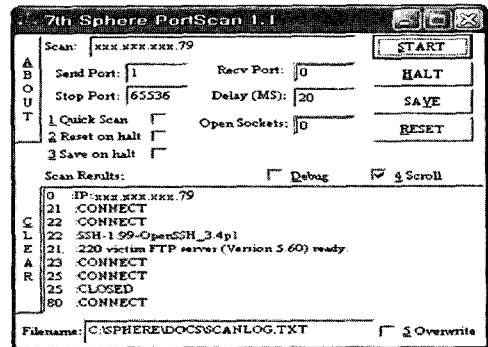 7th Sphere PortScan 1.1
ABOUT
Scan: xxx.xxx.xxx.79
START
Send Port: 1
Recv Port: 0
HALT
Stop Port: 65536
Delay (MS): 20
SAVE
1 Quick Scan
Open Sockets: 0
RESET
2 Reset on halt
3 Save on halt
Scan Results:
Debug
4 Scroll
CLEAR
0 :IP:xxx.xxx.xxx.79
21 :CONNECT
22 :CONNECT
22 :SSH-1.99-OpenSSH_3.4p1
21 :220 victim FTP server (Version 5.60) ready.
23 :CONNECT
25 :CONNECT
25 :CLOSED
80 :CONNECT
Filename: C:\SPHERE\DOCS\SCANLOG.TXT
5 Overwrite